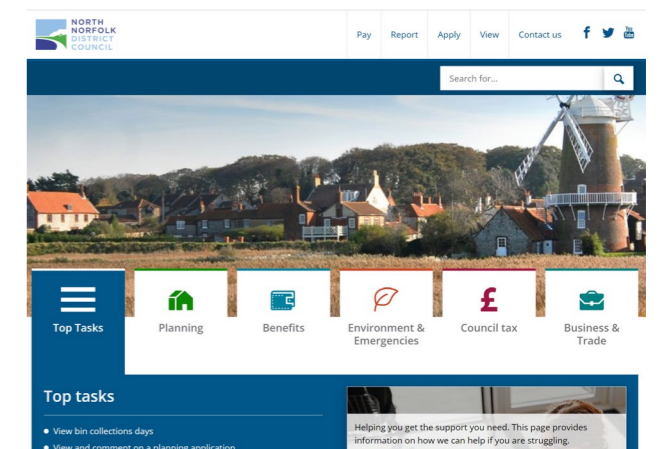 NORTH
NORFOLK
DISTRICT
COUNCIL
Pay Report Apply View Contact us
You
Tube
Search for...
Top Tasks
Planning
Benefits
Environment &
Emergencies
Council tax
Business &
Trade
Top tasks
View bin collections days
View and comment on a planning application
Helping you get the support you need. This page provides
information on how we can help if you are struggling.